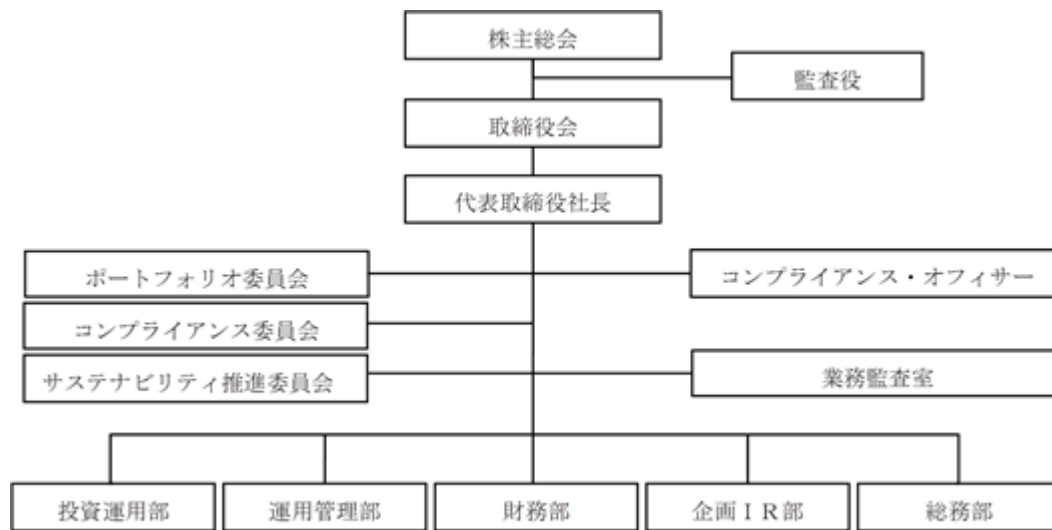 株主総会
監査役
取締役会
代表取締役社長
ポートフォリオ委員会
コンプライアンス・オフィサー
コンプライアンス委員会
サステナビリティ推進委員会
業務監査室
投資運用部
運用管理部
財務部
企画ＩＲ部
総務部